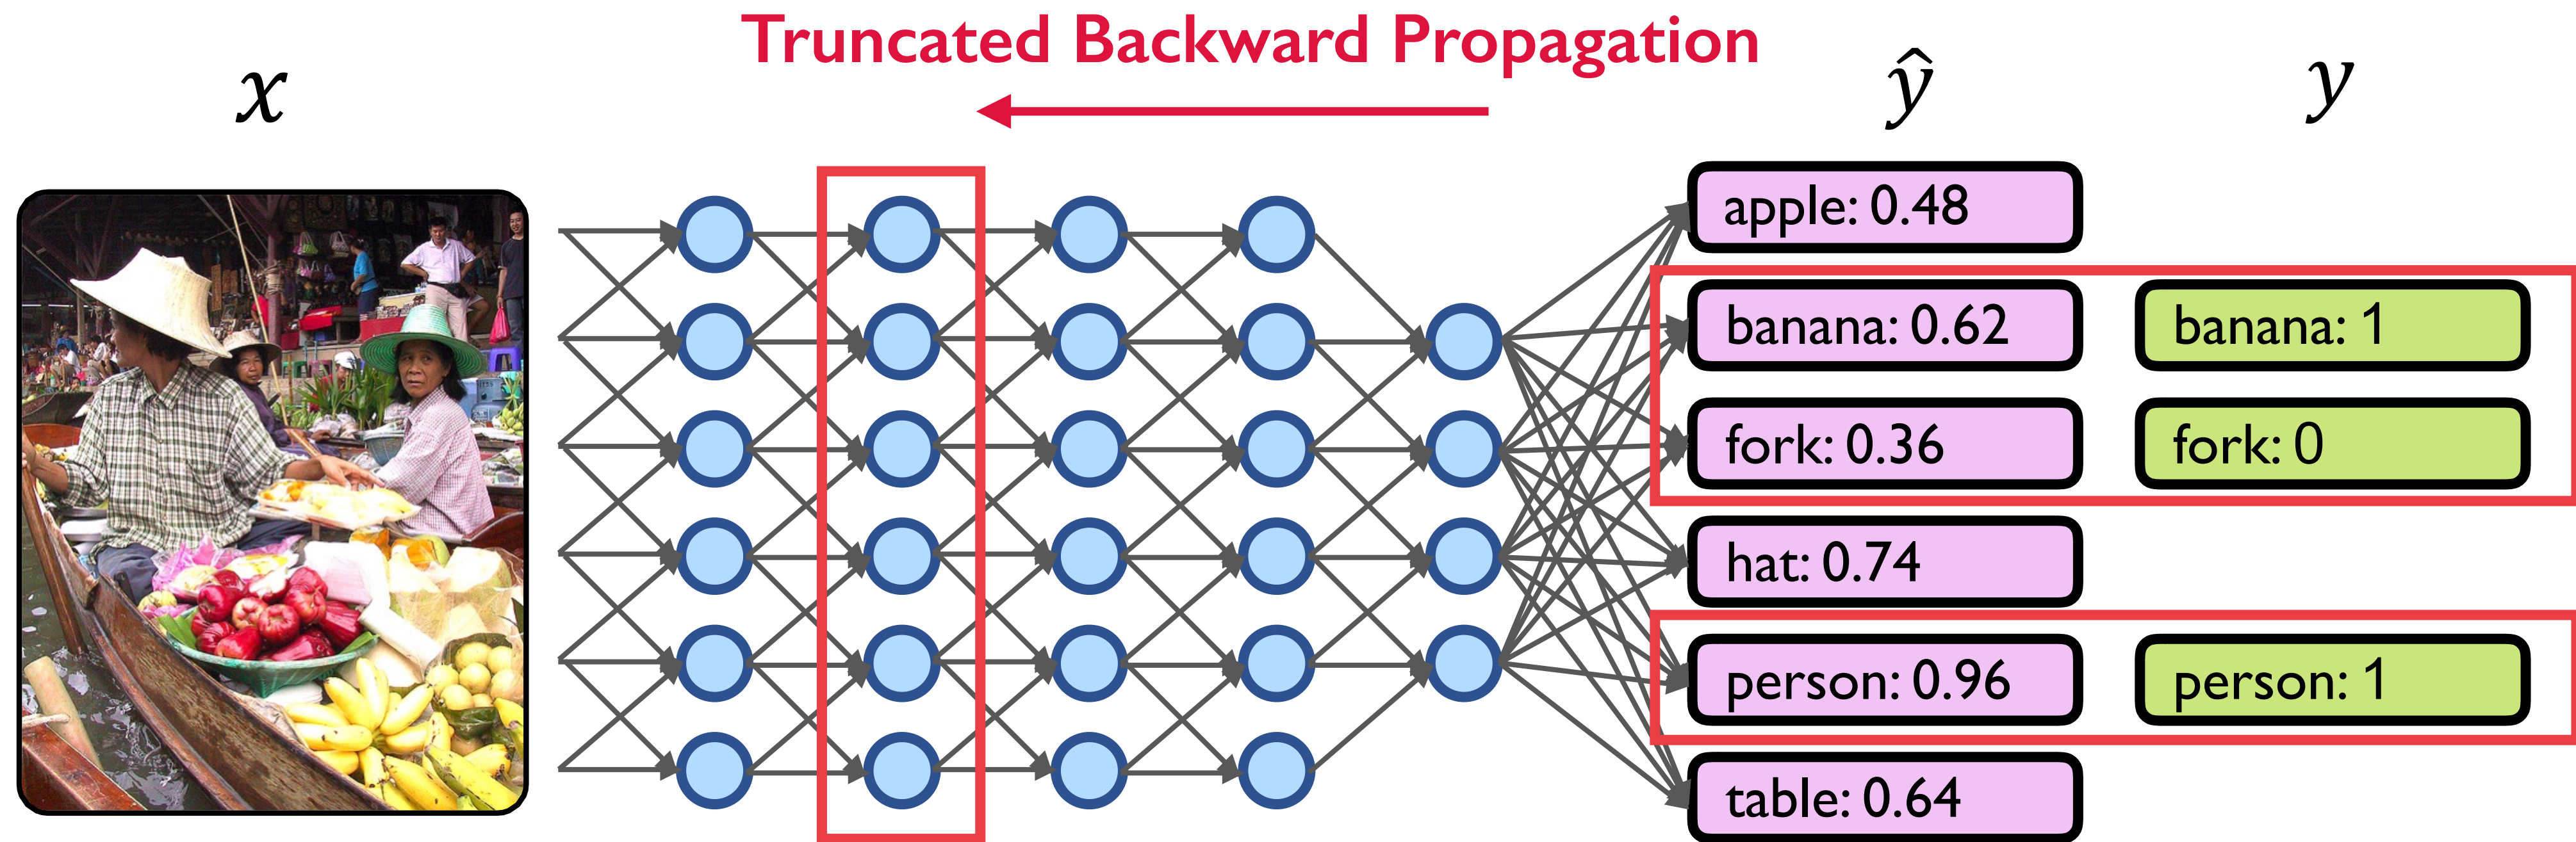 Truncated Backward Propagation
x
ŷ
y
apple: 0.48
banana: 0.62
banana: 1
fork: 0.36
fork: 0
hat: 0.74
person: 0.96
person: 1
table: 0.64